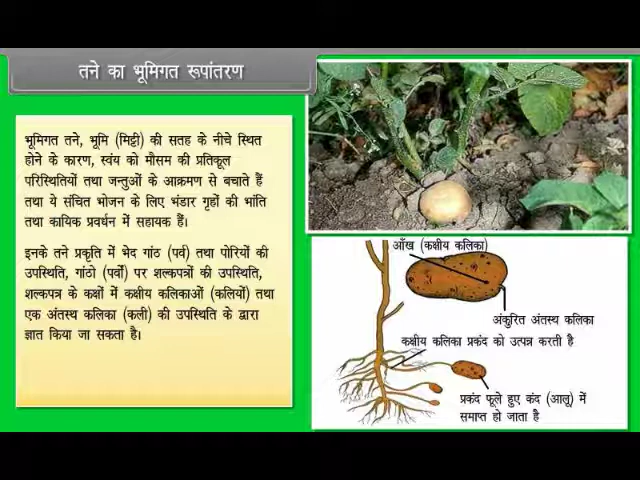 तने का भूमिगत रूपांतरण
भूमिगत तने, भूमि (मिट्टी) की सतह के नीचे स्थित
होने के कारण, स्वंय को मौसम की प्रतिकूल
परिस्थितियों तथा जन्तुओं के आक्रमण से बचाते हैं
तथा ये संचित भोजन के लिए भंडार गृहों की भांति
तथा कायिक प्रवर्धन में सहायक हैं।
इनके तने प्रकृति में भेद गांठ (पर्व) तथा पोरियों की
उपस्थिति, गांठो (पर्वों) पर शल्कपत्रों की उपस्थिति,
शल्कपत्र के कक्षों में कक्षीय कलिकाओं (कलियों) तथा
एक अंतस्थ कलिका (कली) की उपस्थिति के द्वारा
ज्ञात किया जा सकता है।
आँख (कक्षीय कलिका)
अंकुरित अंतस्थ कलिका
कक्षीय कलिका प्रकंद को उत्पन्न करती है
प्रकंद फूले हुए कंद (आलू) में
समाप्त हो जाता है